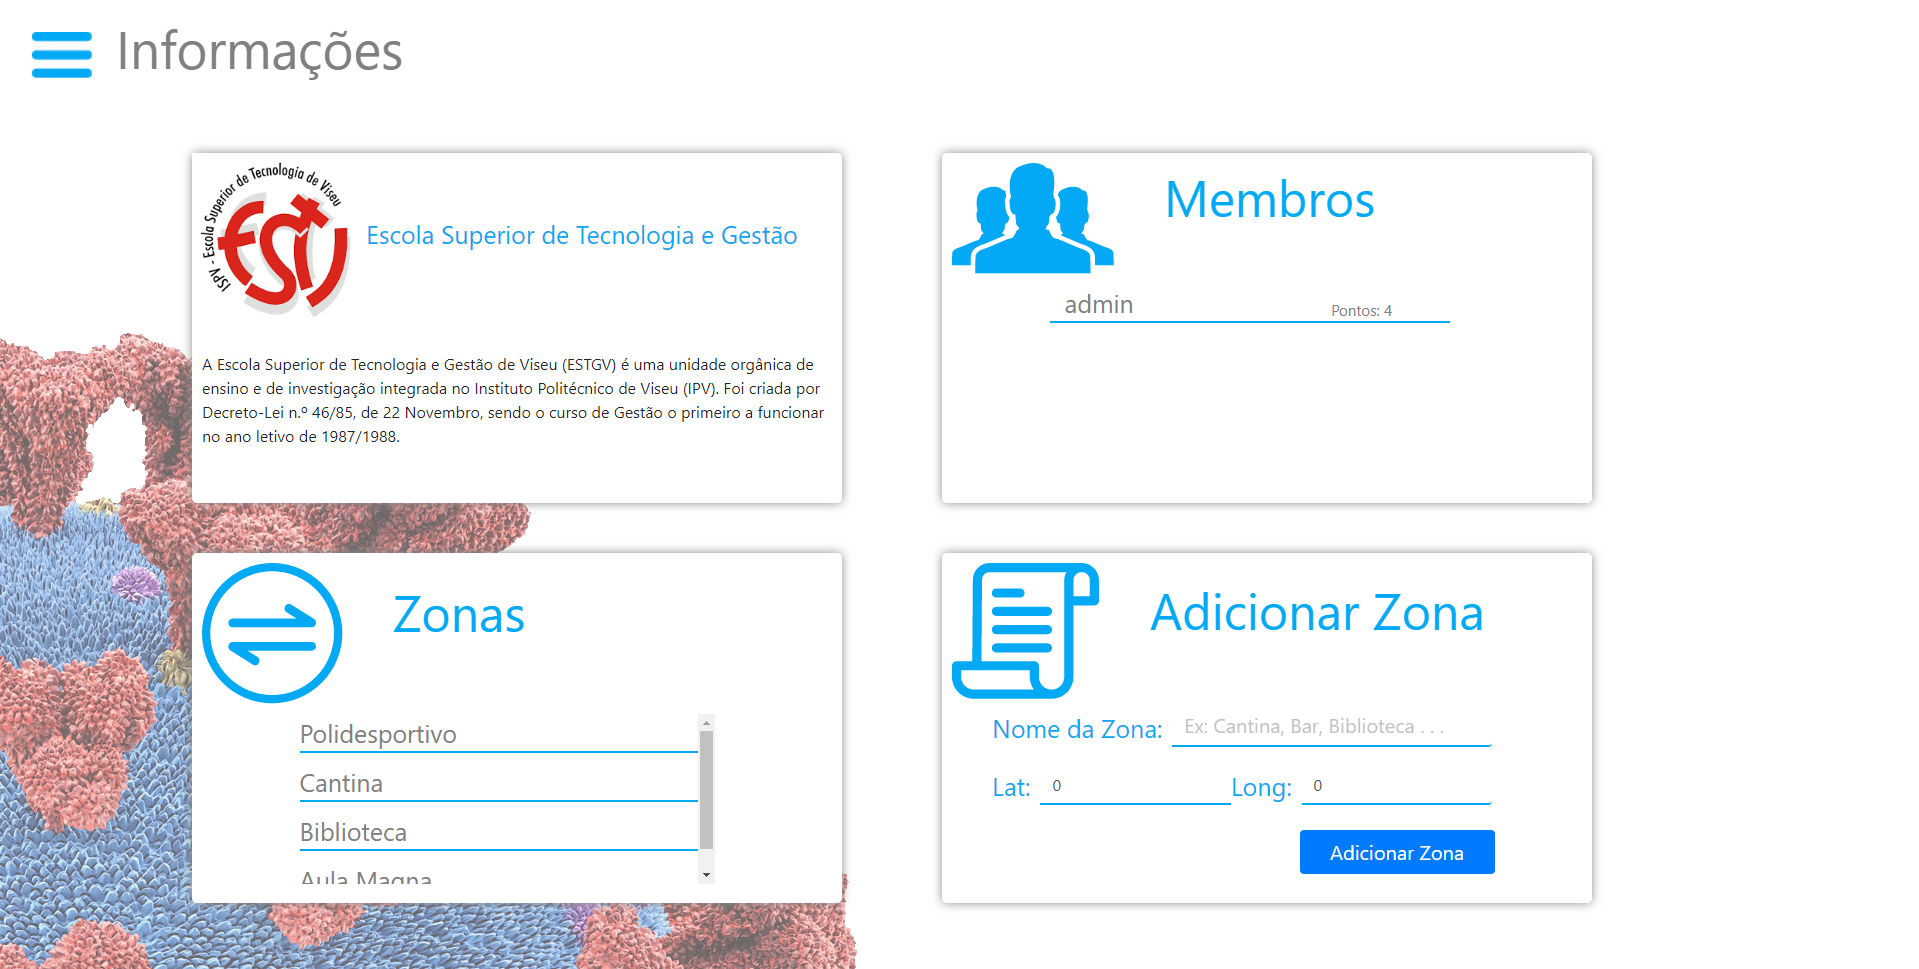 Informações
ISPV - Escola Superior de Tecnologia de Viseu
ESTV
Escola Superior de Tecnologia e Gestão
A Escola Superior de Tecnologia e Gestão de Viseu (ESTGV) é uma unidade orgânica de
ensino e de investigação integrada no Instituto Politécnico de Viseu (IPV). Foi criada por
Decreto-Lei n.º 46/85, de 22 Novembro, sendo o curso de Gestão o primeiro a funcionar
no ano letivo de 1987/1988.
Membros
admin Pontos: 4
Zonas
Polidesportivo
Cantina
Biblioteca
Aula Magna
Adicionar Zona
Nome da Zona: Ex: Cantina, Bar, Biblioteca . . .
Lat: 0 Long: 0
Adicionar Zona